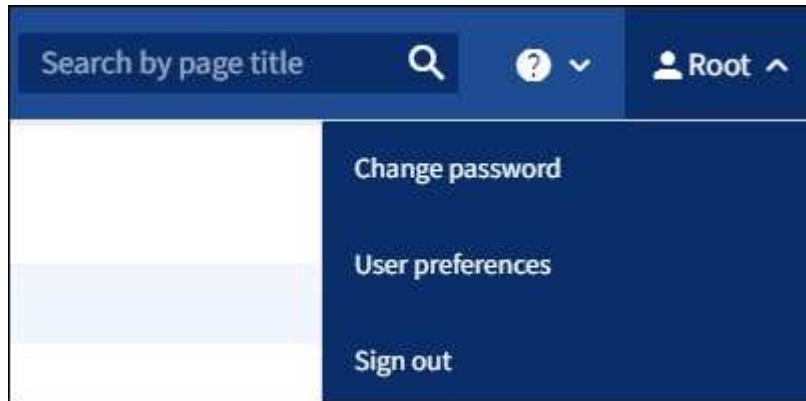 Search by page title
Root
Change password
User preferences
Sign out